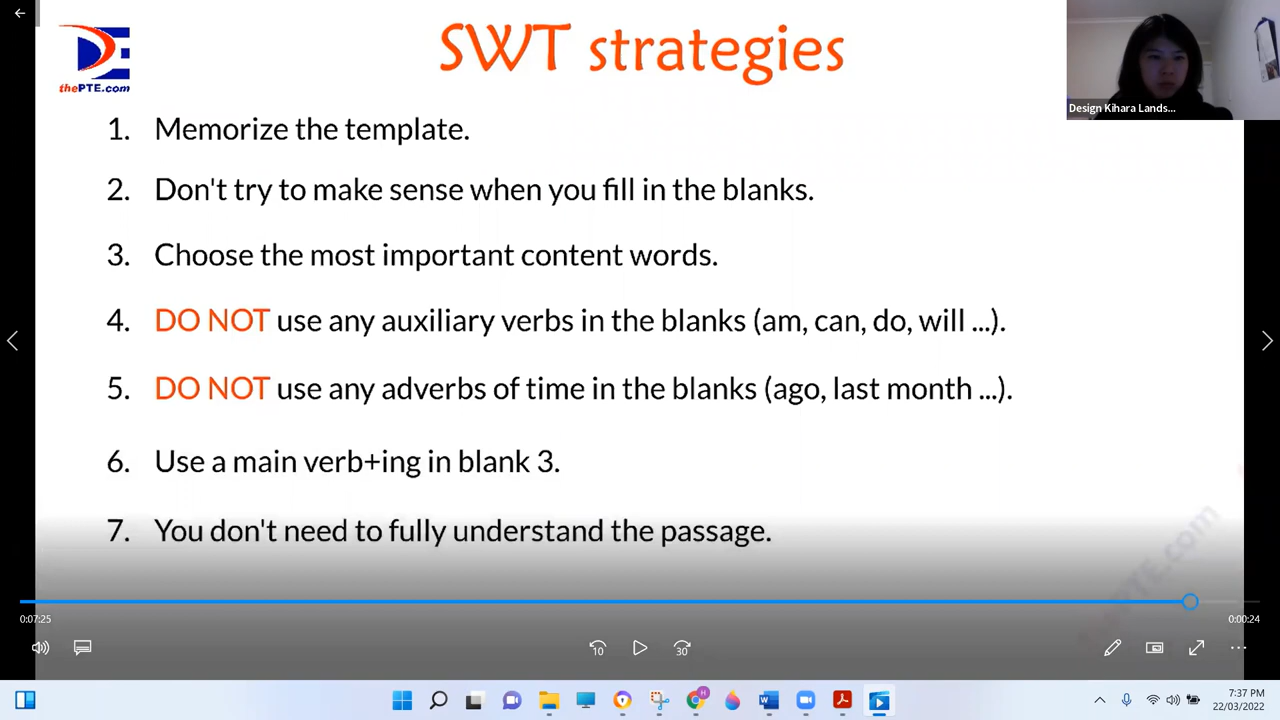 SWT strategies
thePTE.com
Design Kihara Lands...
1. Memorize the template.
2. Don't try to make sense when you fill in the blanks.
3. Choose the most important content words.
4. DO NOT use any auxiliary verbs in the blanks (am, can, do, will ...).
5. DO NOT use any adverbs of time in the blanks (ago, last month ...).
6. Use a main verb+ing in blank 3.
7. You don't need to fully understand the passage.
thePTE.com
0:07:25
0:00:24
10
30
H
7:37 PM
22/03/2022